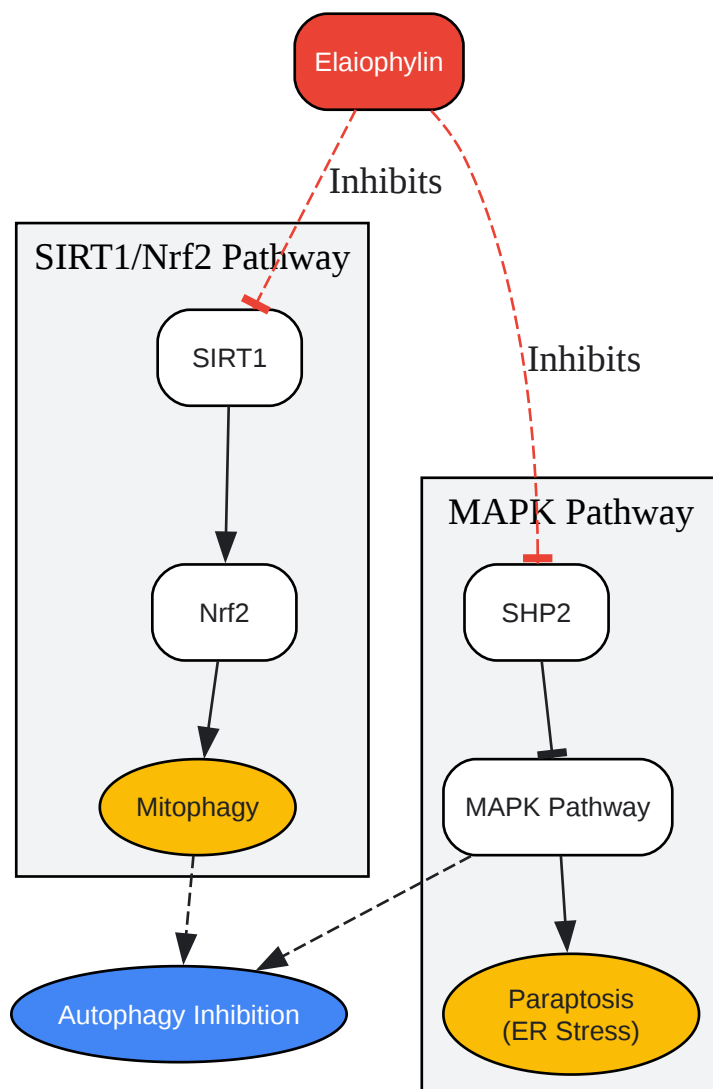 Elaiophylin
Inhibits
SIRT1/Nrf2 Pathway
SIRT1
Inhibits
MAPK Pathway
Nrf2
SHP2
Mitophagy
MAPK Pathway
Autophagy Inhibition
Paraptosis
(ER Stress)